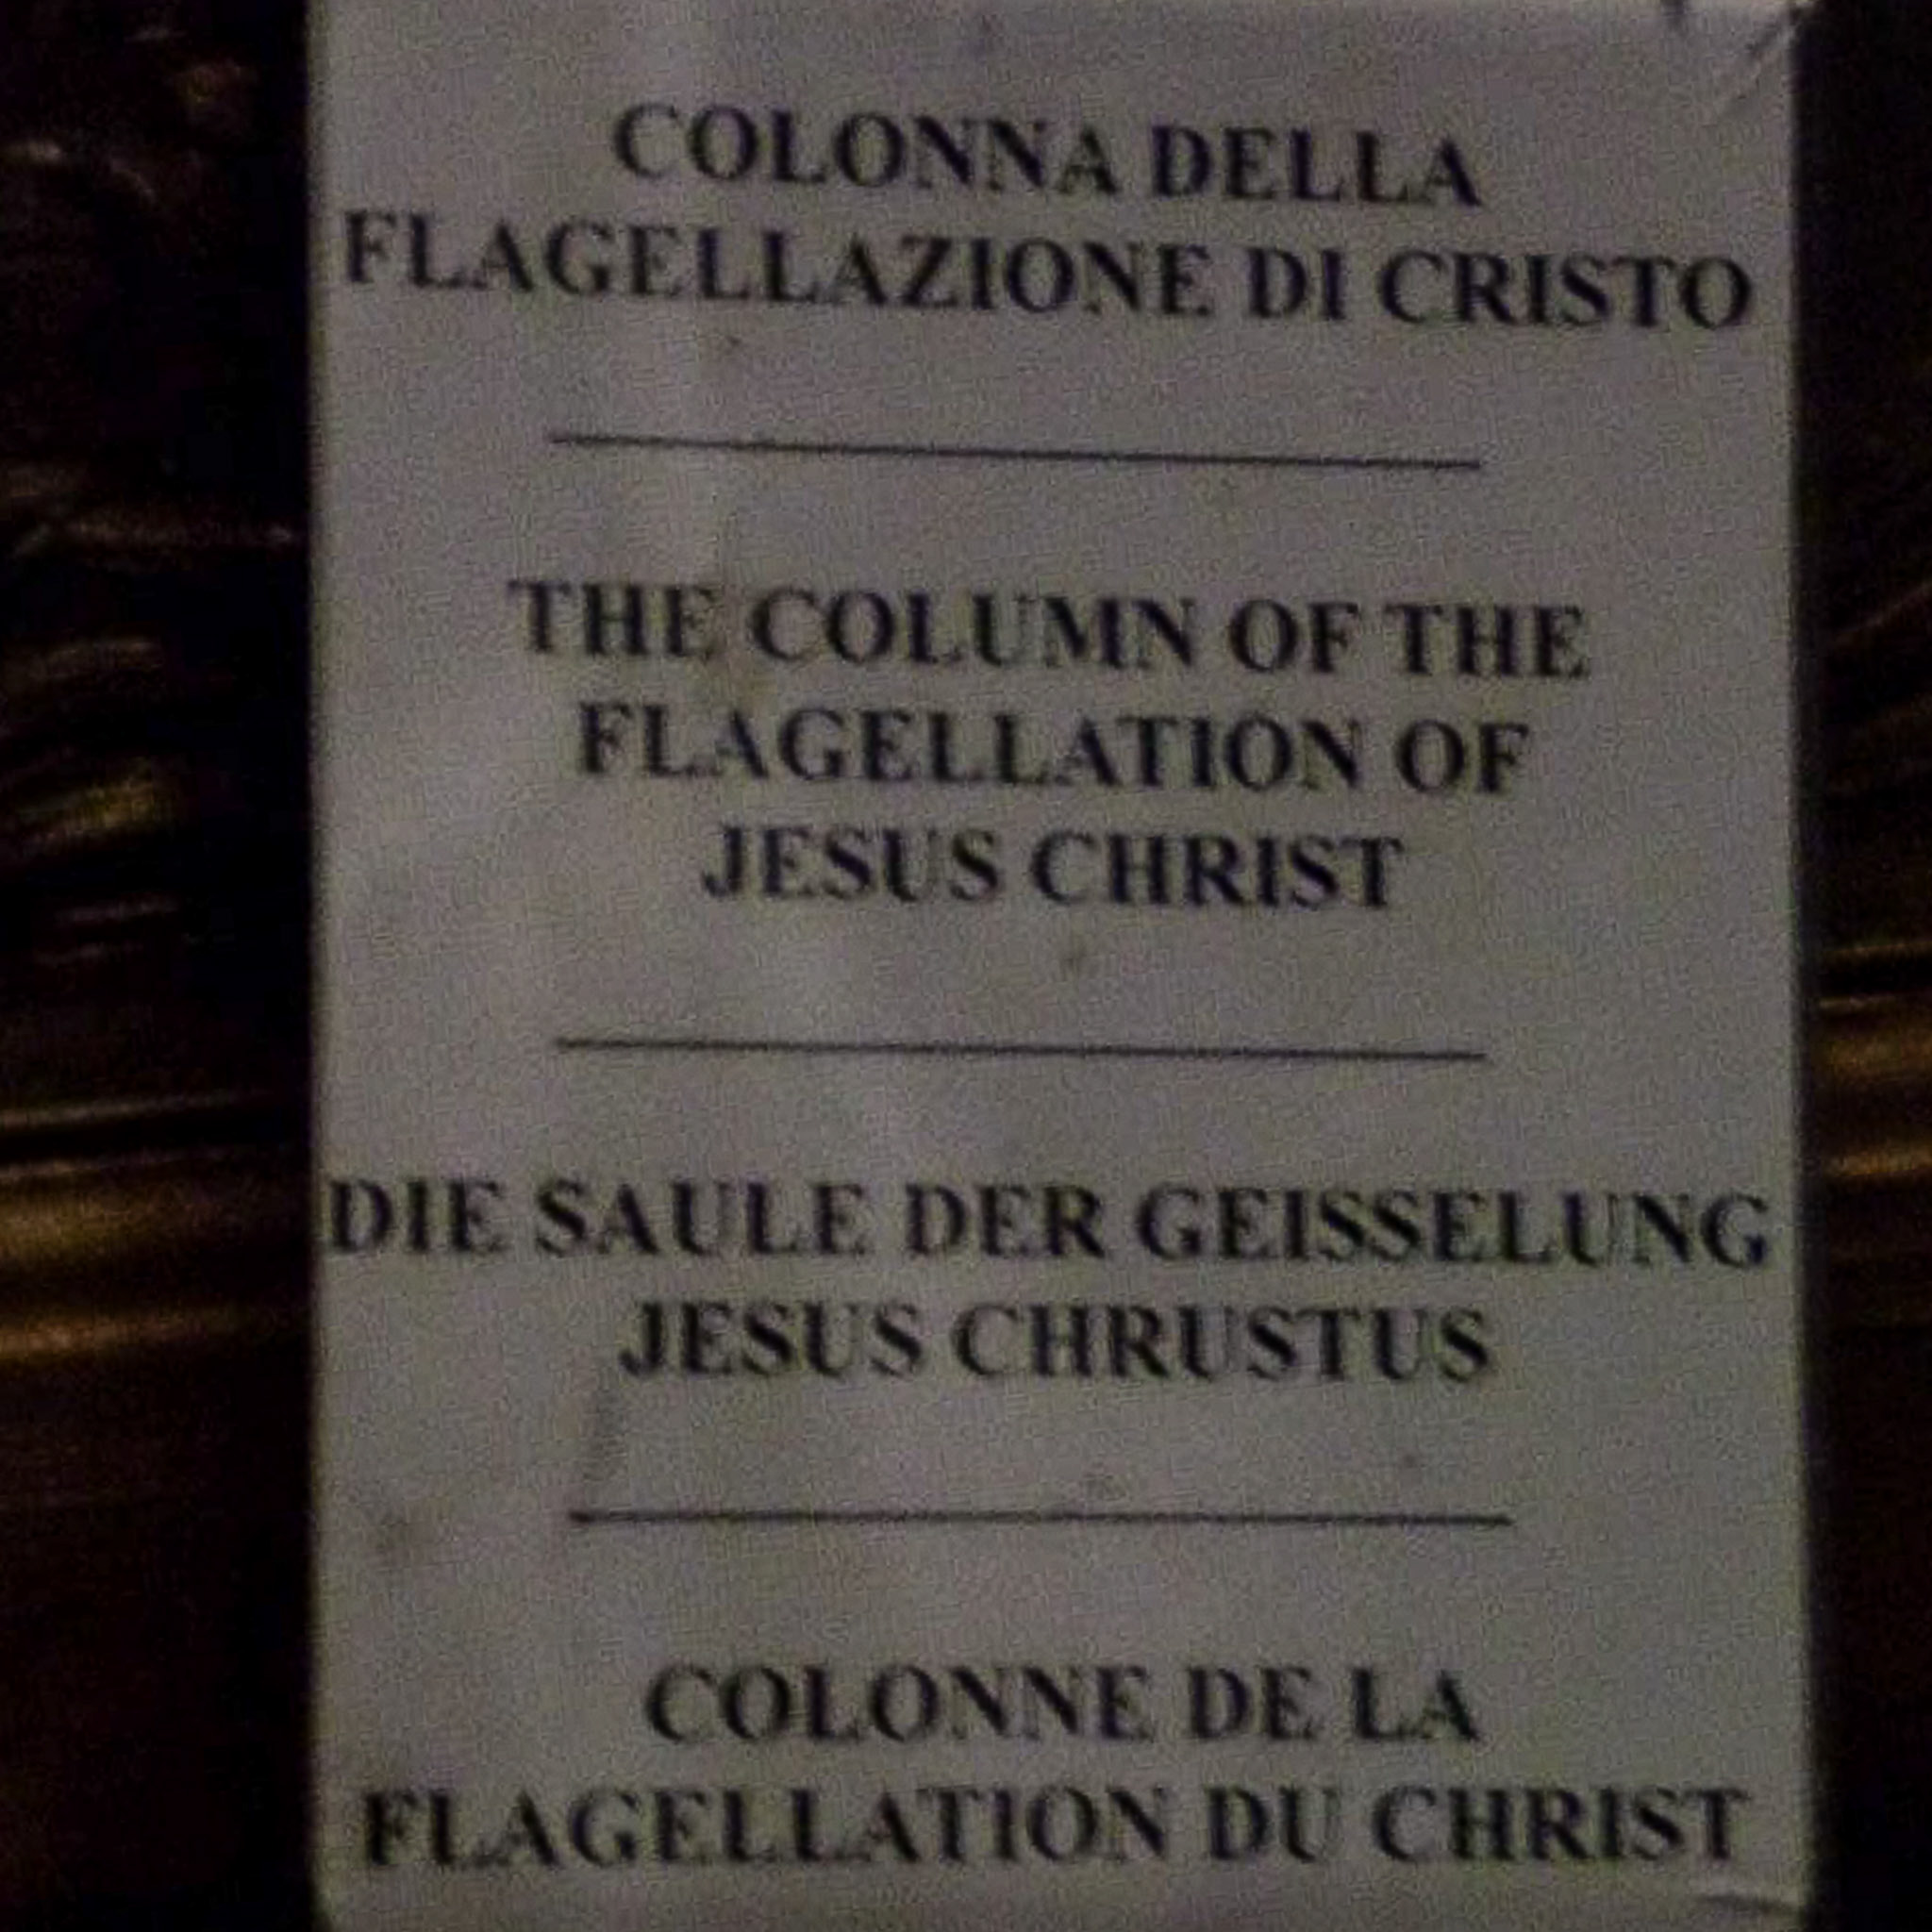 COLONNA DELLA
FLAGELLAZIONE DI CRISTO
THE COLUMN OF THE
FLAGELLATION OF
JESUS CHRIST
DIE SAULE DER GEISSELUNG
JESUS CHRUSTUS
COLONNE DE LA
FLAGELLATION DU CHRIST